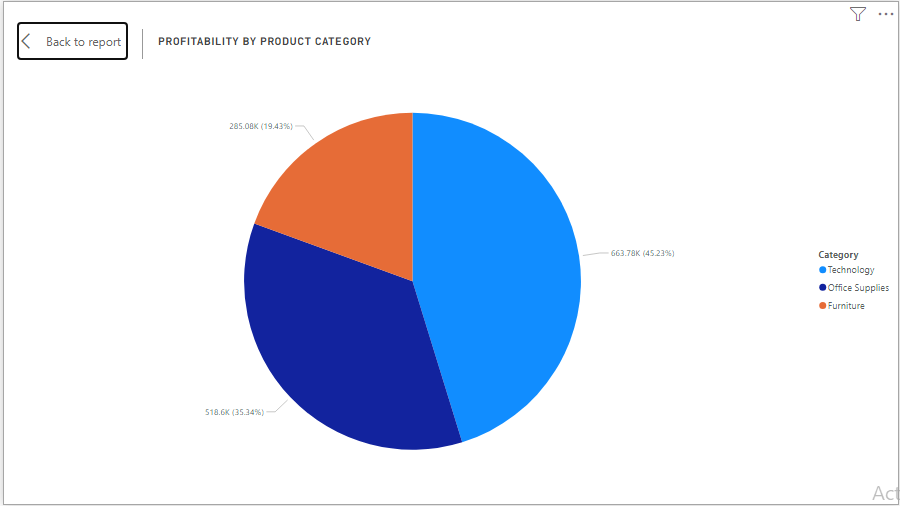 Back to report
PROFITABILITY BY PRODUCT CATEGORY
285.08K (19.43%)
663.78K (45.23%)
Category
Technology
Office Supplies
Furniture
518.6K (35.34%)
Act